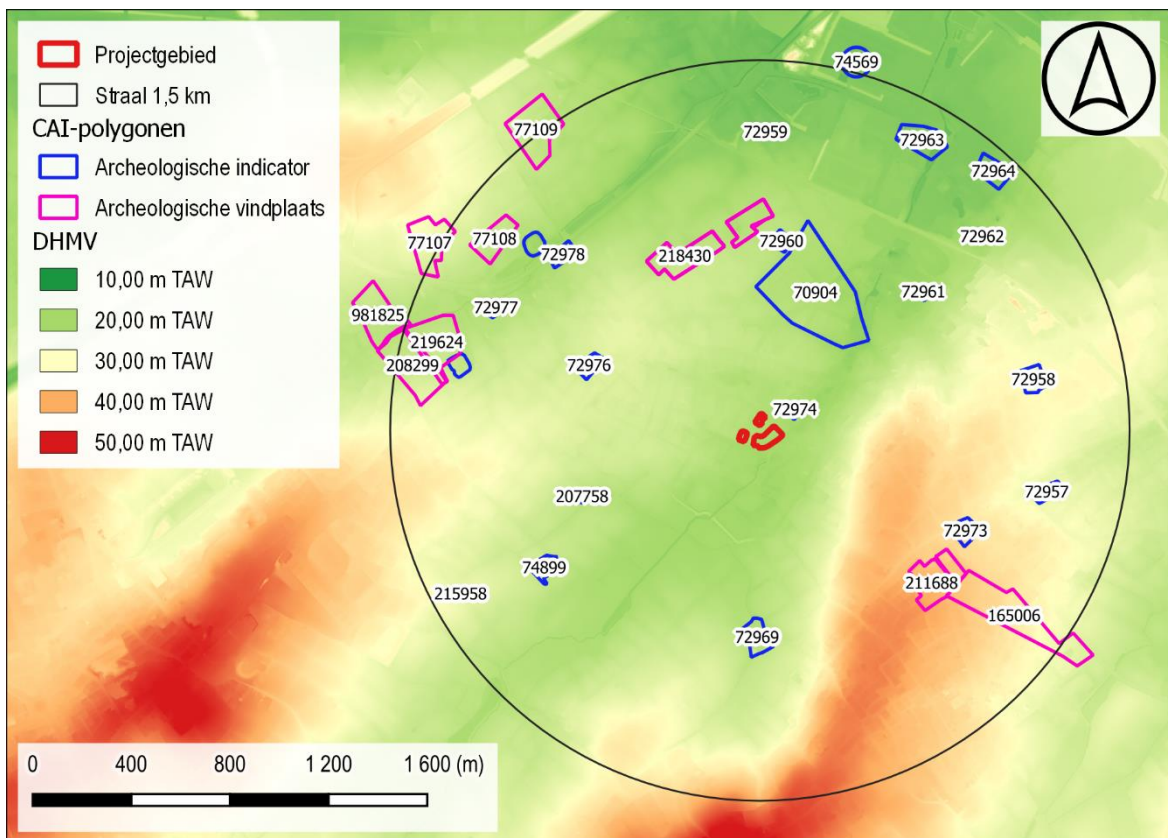 Projectgebied
Straal 1,5 km
CAI-polygonen
Archeologische indicator
Archeologische vindplaats
DHMV
10,00 m TAW
20,00 m TAW
30,00 m TAW
40,00 m TAW
50,00 m TAW
74569
77109
72959
72963
72964
77107
77108
72978
218430
72960
72962
70904
72961
981825
72977
219624
208299
72976
72958
72974
207758
72957
72973
74899
215958
211688
165006
72969
0 400 800 1 200 1 600 (m)